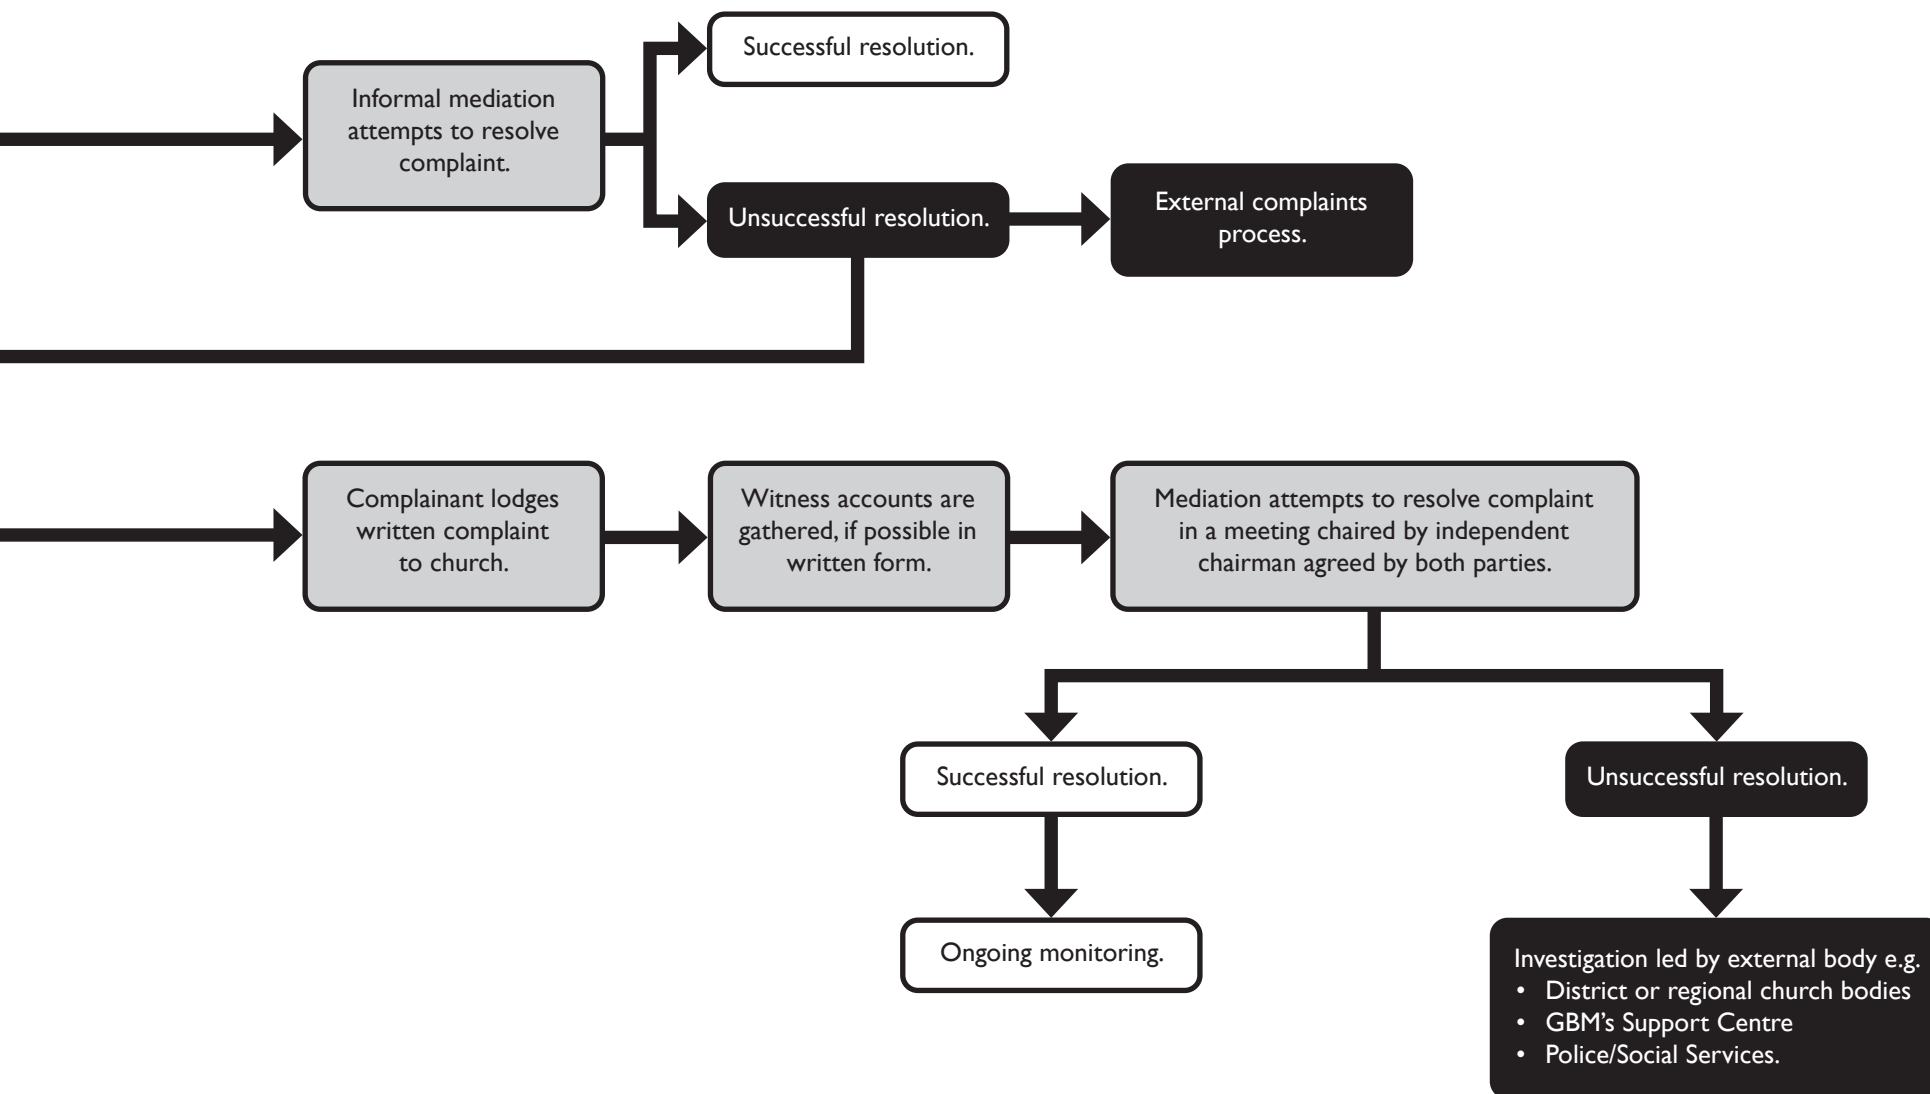 Successful resolution.
Informal mediation
attempts to resolve
complaint.
Unsuccessful resolution.
External complaints
process.
Complainant lodges
written complaint
to church.
Witness accounts are
gathered, if possible in
written form.
Mediation attempts to resolve complaint
in a meeting chaired by independent
chairman agreed by both parties.
Successful resolution.
Unsuccessful resolution.
Ongoing monitoring.
Investigation led by external body e.g.
• District or regional church bodies
• GBM's Support Centre
• Police/Social Services.